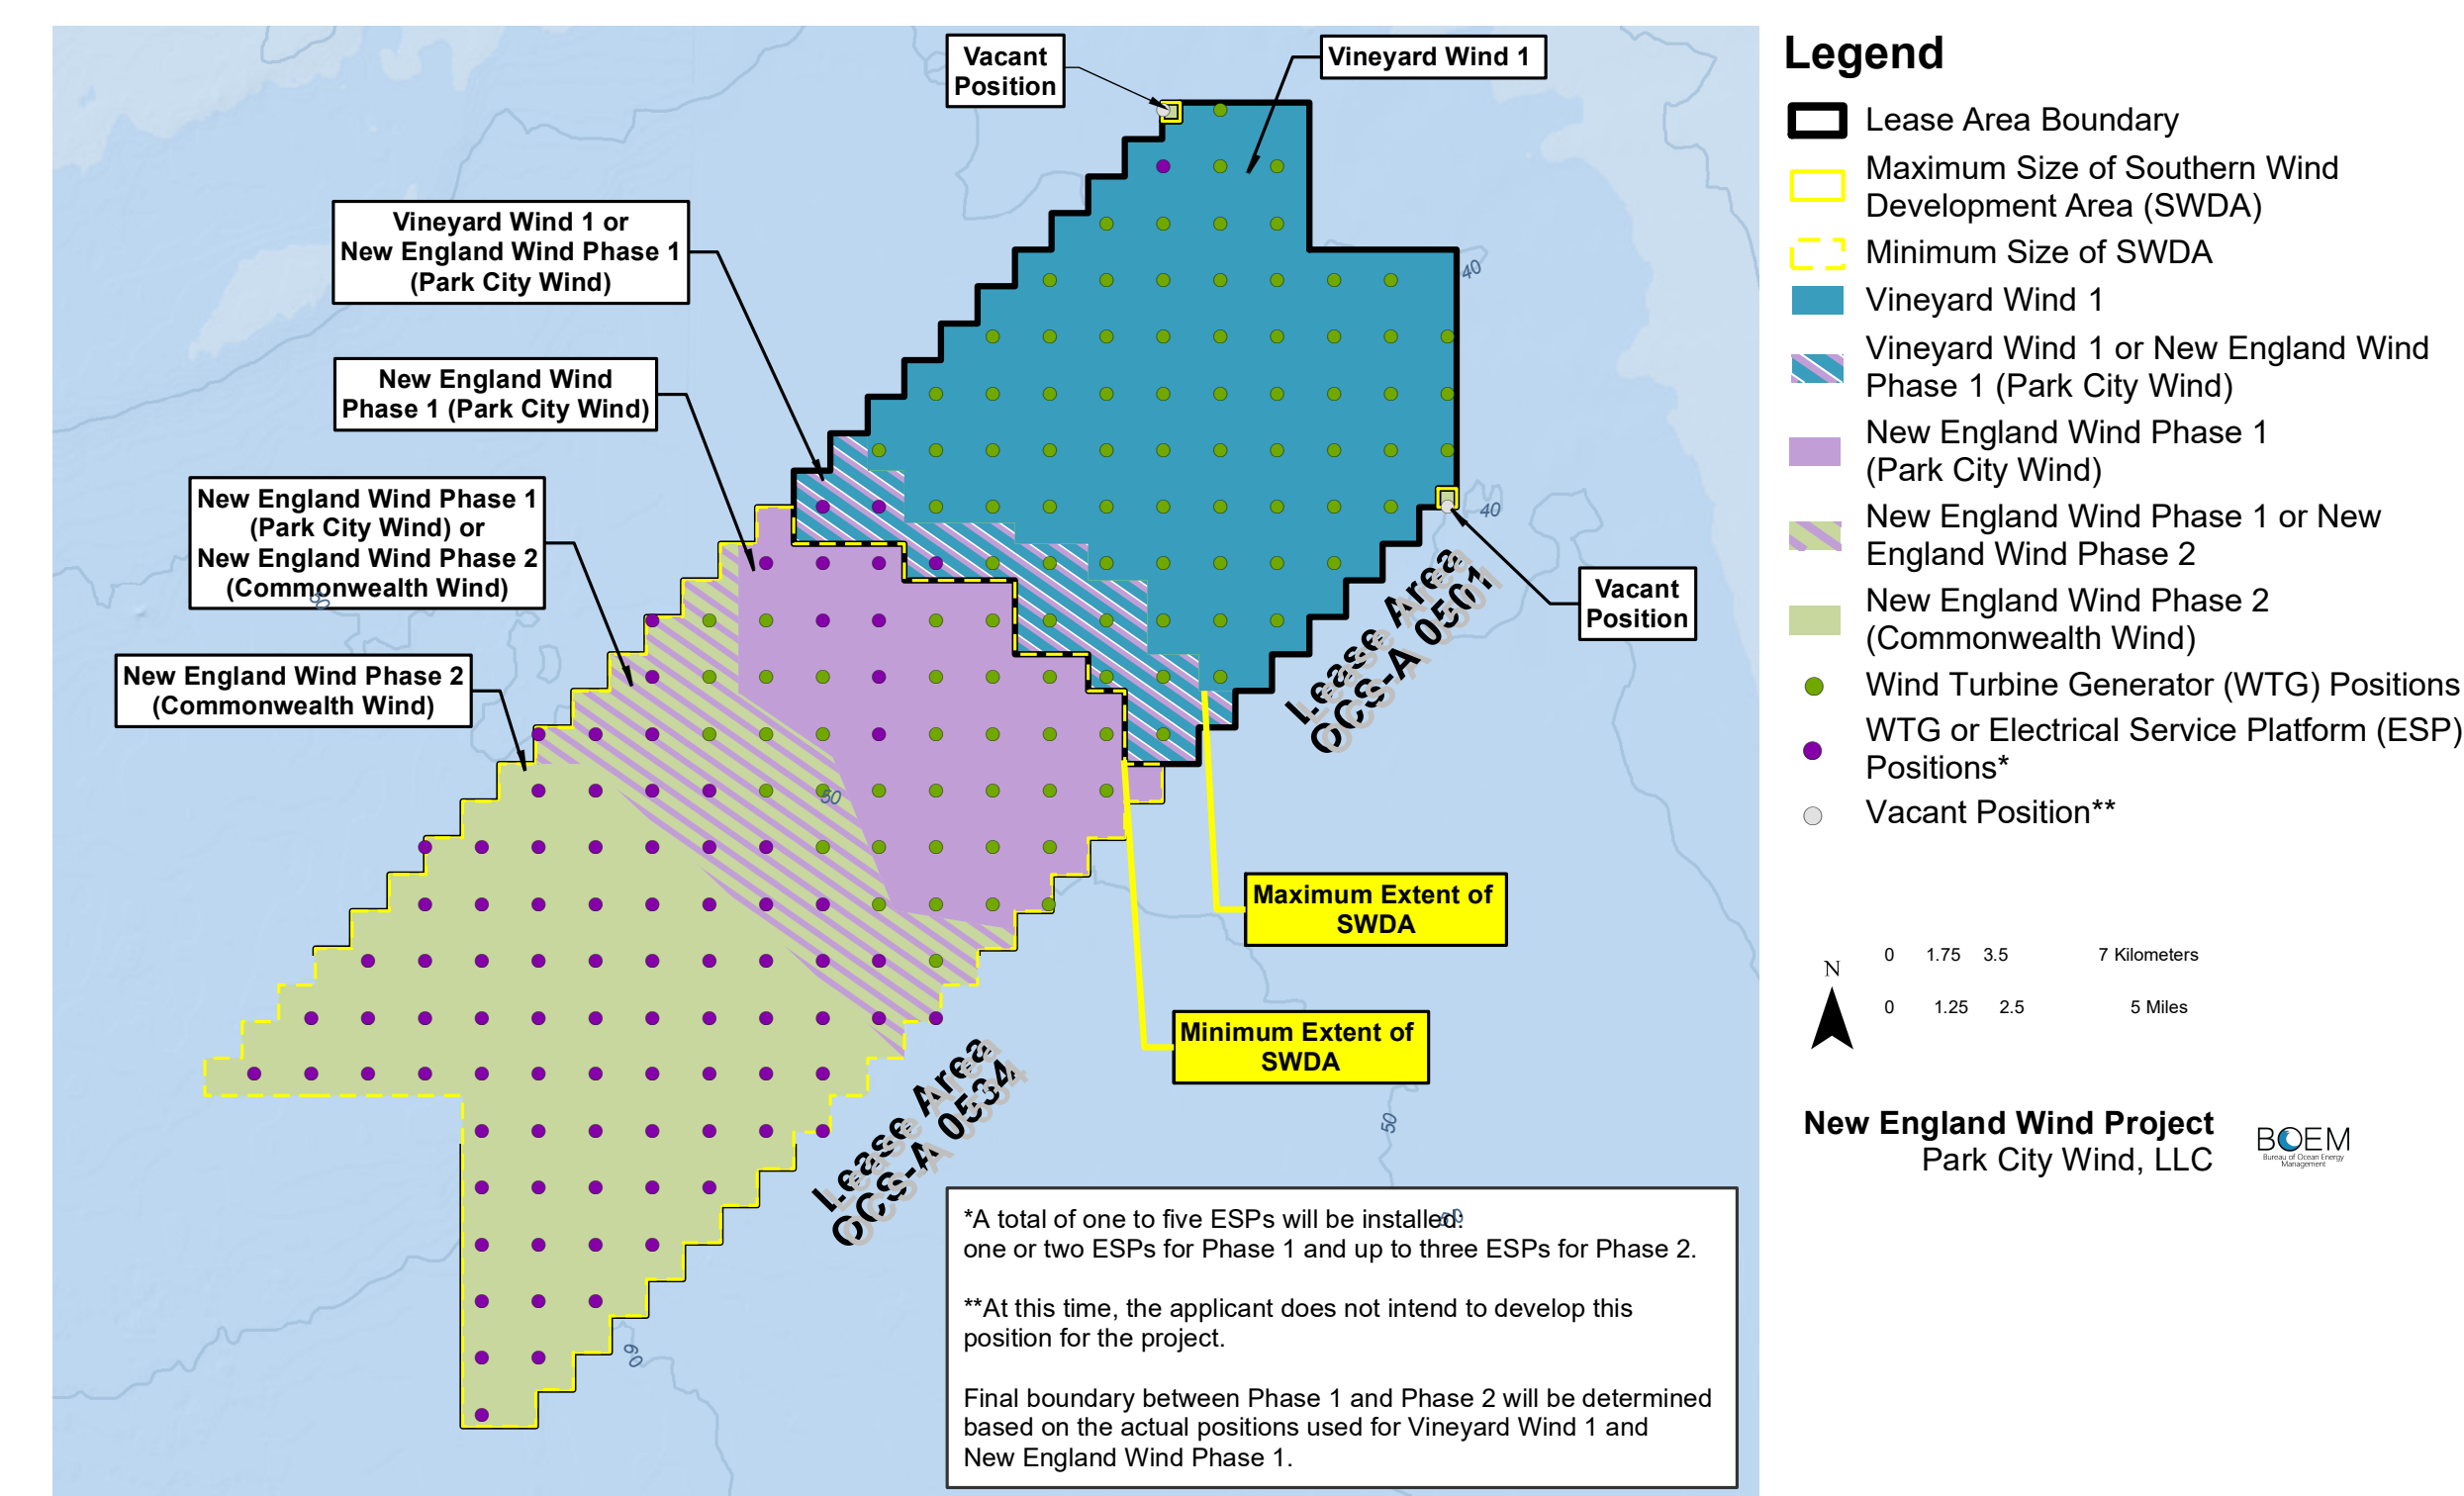 Vacant
Position
Vineyard Wind 1
Vineyard Wind 1 or
New England Wind Phase 1
(Park City Wind)
New England Wind
Phase 1 (Park City Wind)
New England Wind Phase 1
(Park City Wind) or
New England Wind Phase 2
(Commonwealth Wind)
New England Wind Phase 2
(Commonwealth Wind)
40
40
50
50
50
50
60
Lease Area
OCS-A 0501
Vacant
Position
Maximum Extent of
SWDA
Minimum Extent of
SWDA
Lease Area
OCS-A 0534
*A total of one to five ESPs will be installed:
one or two ESPs for Phase 1 and up to three ESPs for Phase 2.
**At this time, the applicant does not intend to develop this
position for the project.
Final boundary between Phase 1 and Phase 2 will be determined
based on the actual positions used for Vineyard Wind 1 and
New England Wind Phase 1.
Legend
Lease Area Boundary
Maximum Size of Southern Wind
Development Area (SWDA)
Minimum Size of SWDA
Vineyard Wind 1
Vineyard Wind 1 or New England Wind
Phase 1 (Park City Wind)
New England Wind Phase 1
(Park City Wind)
New England Wind Phase 1 or New
England Wind Phase 2
New England Wind Phase 2
(Commonwealth Wind)
Wind Turbine Generator (WTG) Positions
WTG or Electrical Service Platform (ESP)
Positions*
Vacant Position**
N
0 1.75 3.5 7 Kilometers
0 1.25 2.5 5 Miles
New England Wind Project
Park City Wind, LLC
BOEM
Bureau of Ocean Energy
Management